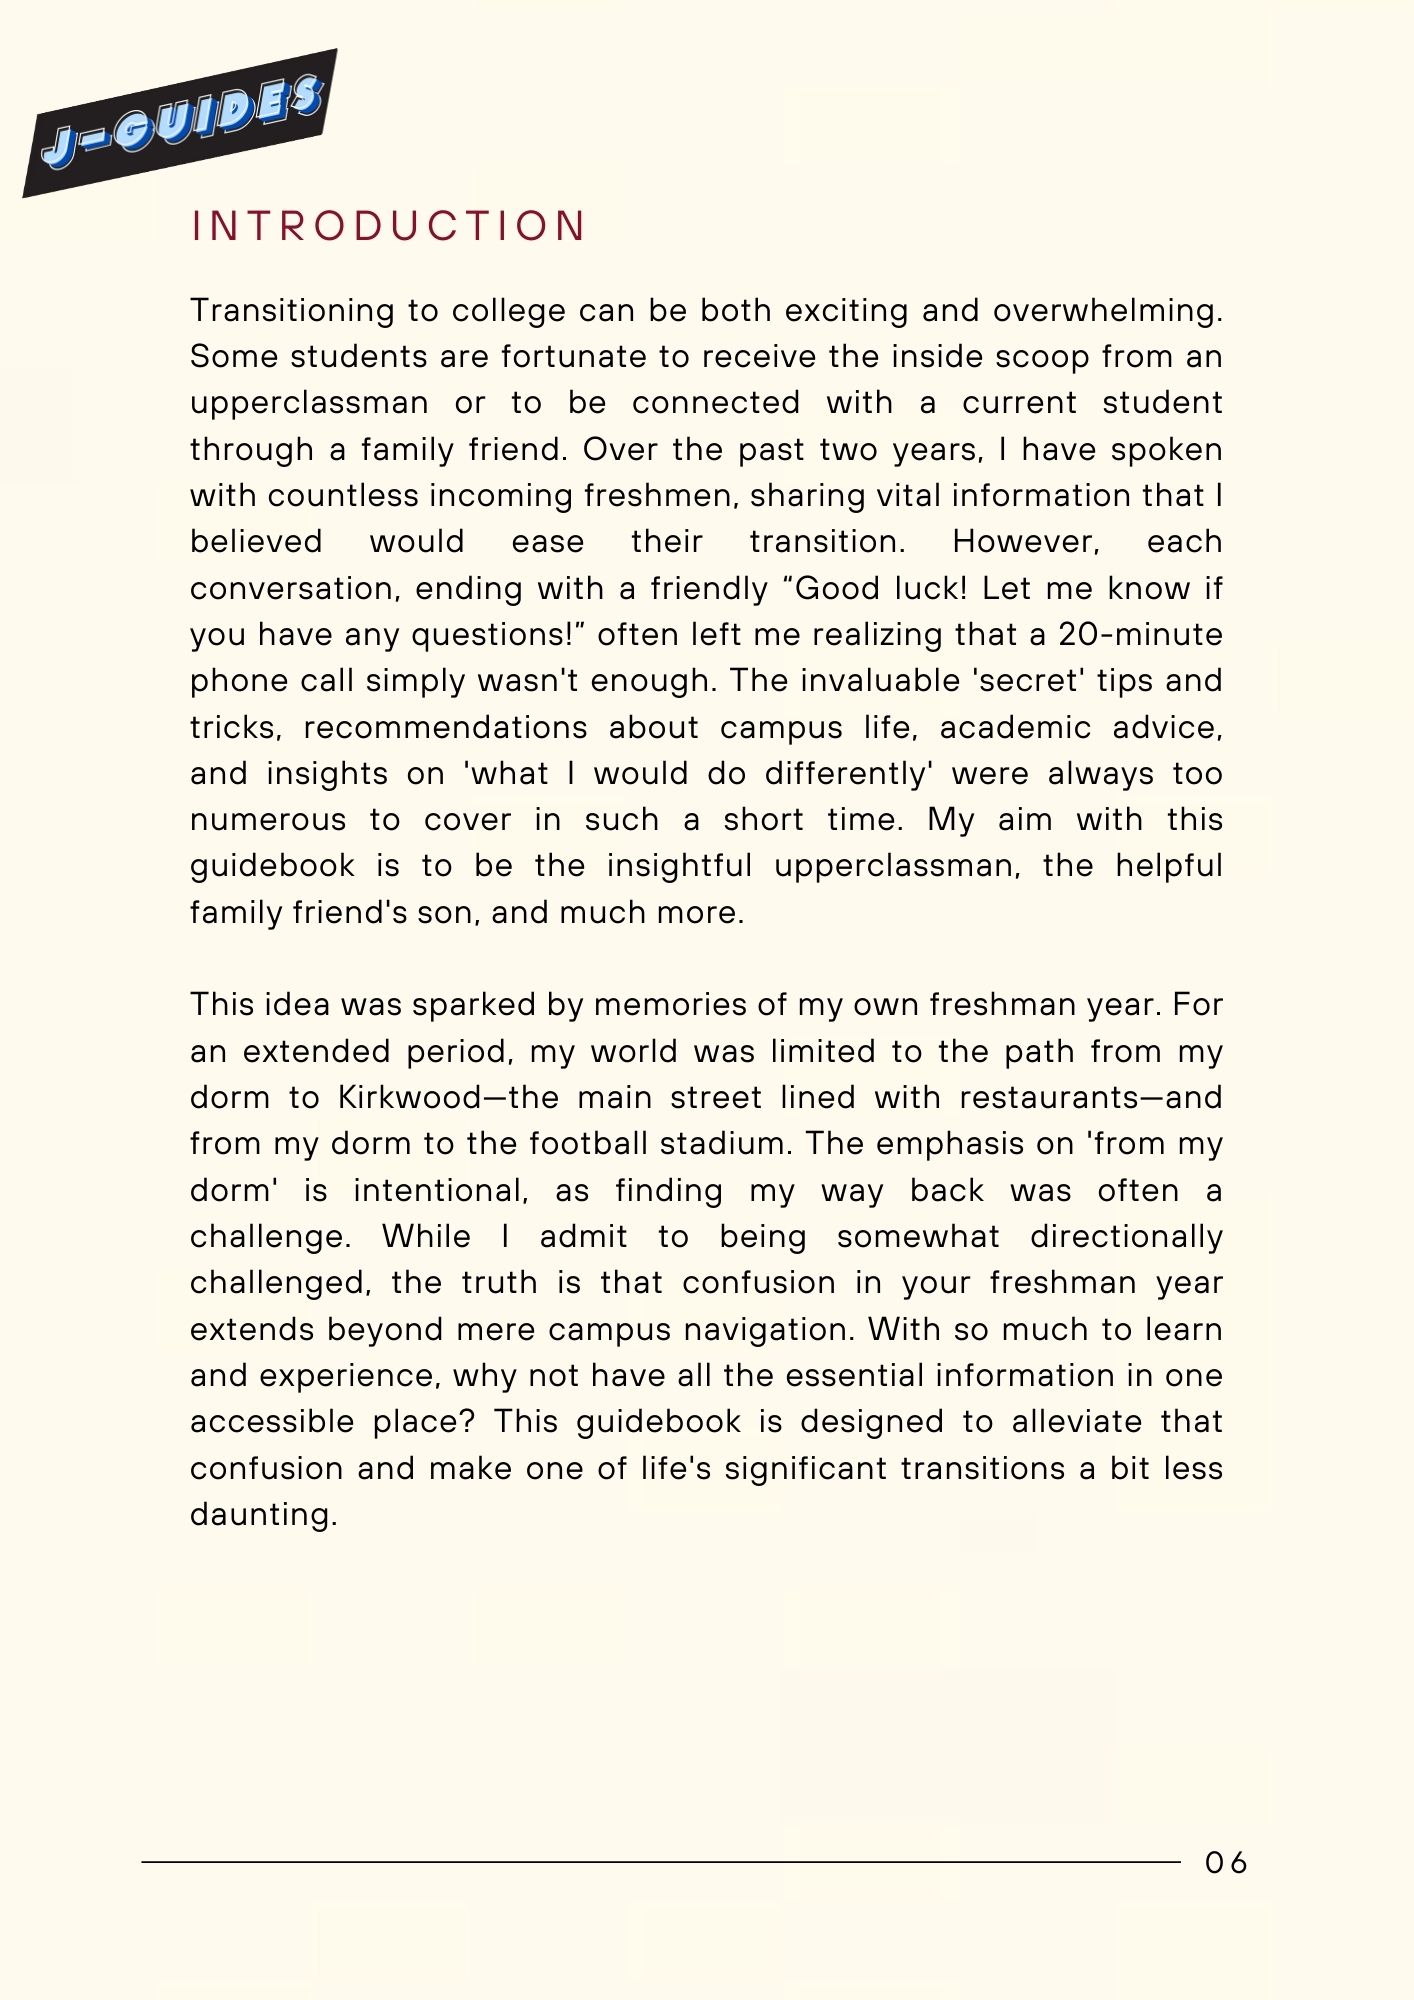 J-GUIDES
INTRODUCTION
Transitioning to college can be both exciting and overwhelming.
Some students are fortunate to receive the inside scoop from an
upperclassman or to be connected with a current student
through a family friend. Over the past two years, I have spoken
with countless incoming freshmen, sharing vital information that I
believed would ease their transition. However, each
conversation, ending with a friendly “Good luck! Let me know if
you have any questions!” often left me realizing that a 20-minute
phone call simply wasn't enough. The invaluable 'secret' tips and
tricks, recommendations about campus life, academic advice,
and insights on 'what I would do differently' were always too
numerous to cover in such a short time. My aim with this
guidebook is to be the insightful upperclassman, the helpful
family friend's son, and much more.
This idea was sparked by memories of my own freshman year. For
an extended period, my world was limited to the path from my
dorm to Kirkwood—the main street lined with restaurants—and
from my dorm to the football stadium. The emphasis on 'from my
dorm' is intentional, as finding my way back was often a
challenge. While I admit to being somewhat directionally
challenged, the truth is that confusion in your freshman year
extends beyond mere campus navigation. With so much to learn
and experience, why not have all the essential information in one
accessible place? This guidebook is designed to alleviate that
confusion and make one of life's significant transitions a bit less
daunting.
06